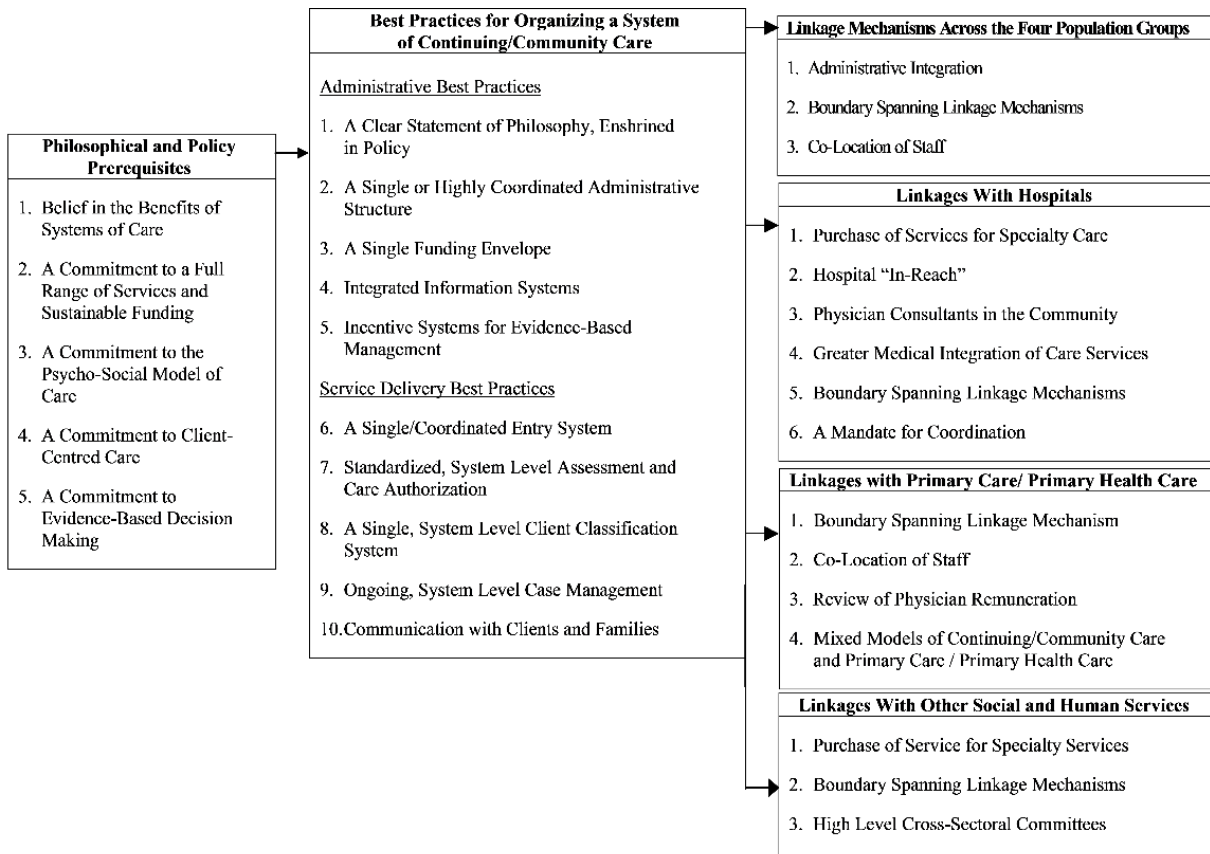 Philosophical and Policy
Prerequisites
1. Belief in the Benefits of
Systems of Care
2. A Commitment to a Full
Range of Services and
Sustainable Funding
3. A Commitment to the
Psycho-Social Model of
Care
4. A Commitment to Client-
Centred Care
5. A Commitment to
Evidence-Based Decision
Making
Best Practices for Organizing a System
of Continuing/Community Care
Administrative Best Practices
1. A Clear Statement of Philosophy, Enshrined
in Policy
2. A Single or Highly Coordinated Administrative
Structure
3. A Single Funding Envelope
4. Integrated Information Systems
5. Incentive Systems for Evidence-Based
Management
Service Delivery Best Practices
6. A Single/Coordinated Entry System
7. Standardized, System Level Assessment and
Care Authorization
8. A Single, System Level Client Classification
System
9. Ongoing, System Level Case Management
10.Communication with Clients and Families
Linkage Mechanisms Across the Four Population Groups
1. Administrative Integration
2. Boundary Spanning Linkage Mechanisms
3. Co-Location of Staff
Linkages With Hospitals
1. Purchase of Services for Specialty Care
2. Hospital “In-Reach”
3. Physician Consultants in the Community
4. Greater Medical Integration of Care Services
5. Boundary Spanning Linkage Mechanisms
6. A Mandate for Coordination
Linkages with Primary Care/ Primary Health Care
1. Boundary Spanning Linkage Mechanism
2. Co-Location of Staff
3. Review of Physician Remuneration
4. Mixed Models of Continuing/Community Care
and Primary Care / Primary Health Care
Linkages With Other Social and Human Services
1. Purchase of Service for Specialty Services
2. Boundary Spanning Linkage Mechanisms
3. High Level Cross-Sectoral Committees